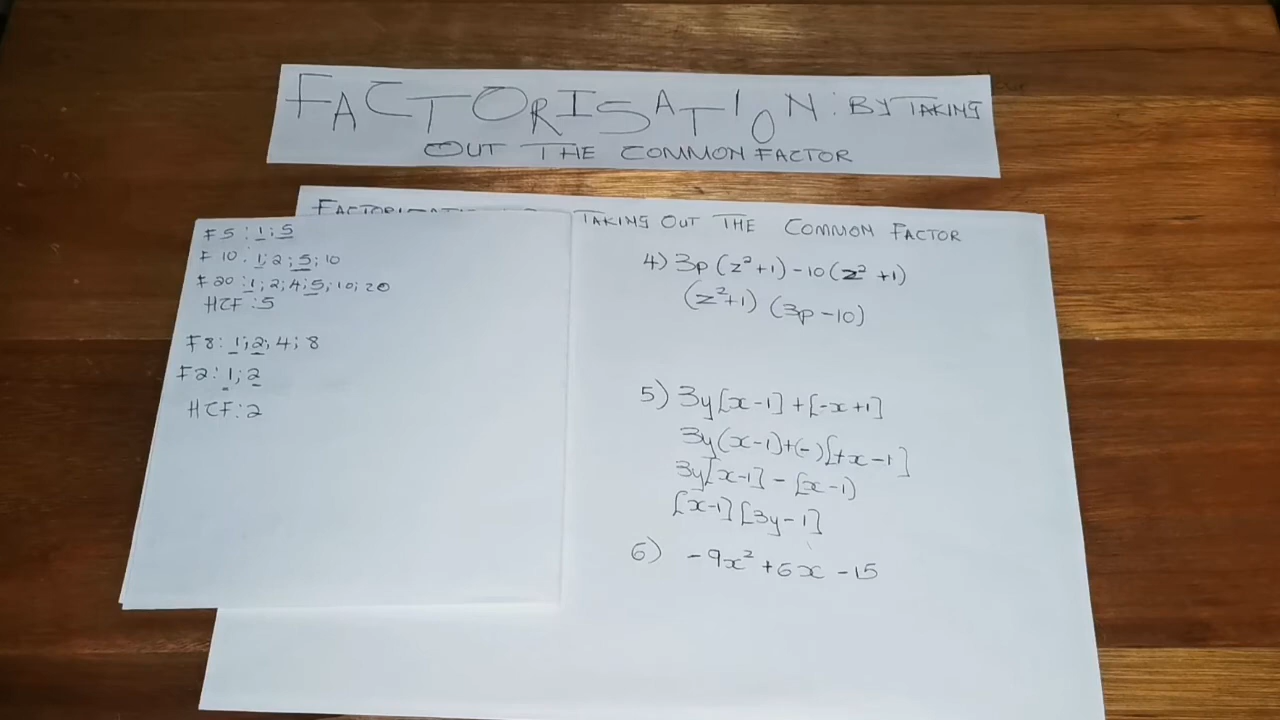 FACTORISATION: BY TAKING
OUT THE COMMON FACTOR
TAKING OUT THE COMMON FACTOR
F5: 1; 5
F10: 1; 2; 5; 10
F20: 1; 2; 4; 5; 10; 20
HCF: 5
F8: 1; 2; 4; 8
F2: 1; 2
HCF: 2
4) 3p(z²+1)-10(z²+1)
(z²+1)(3p-10)
5) 3y[x-1]+[-x+1]
3y(x-1)+(-)[+x-1]
3y[x-1]-[x-1)
[x-1][3y-1]
6) -9x²+6x-15